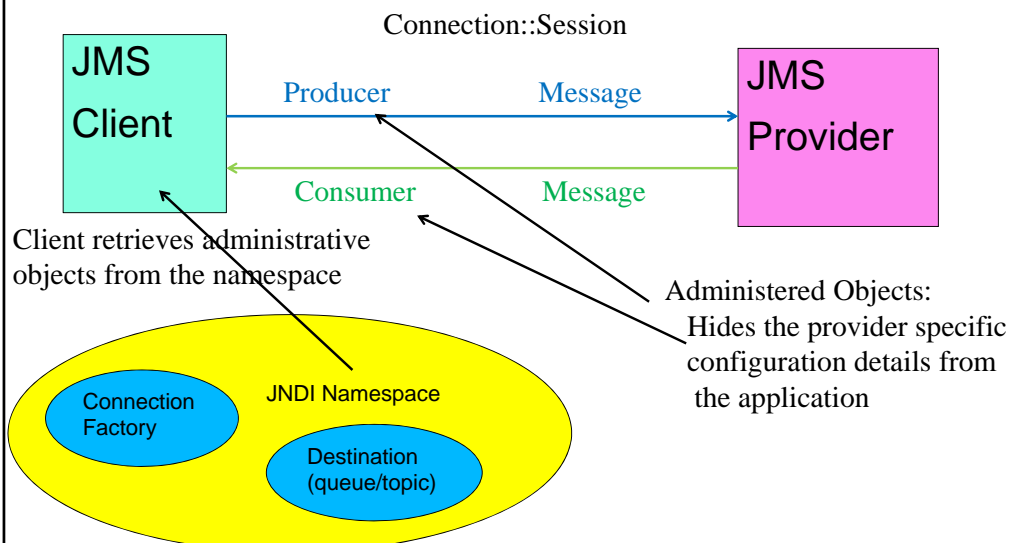 Connection::Session
JMS
Client
Producer
Message
Consumer
Message
JMS
Provider
Client retrieves administrative
objects from the namespace
Administered Objects:
Hides the provider specific
configuration details from
the application
JNDI Namespace
Connection
Factory
Destination
(queue/topic)